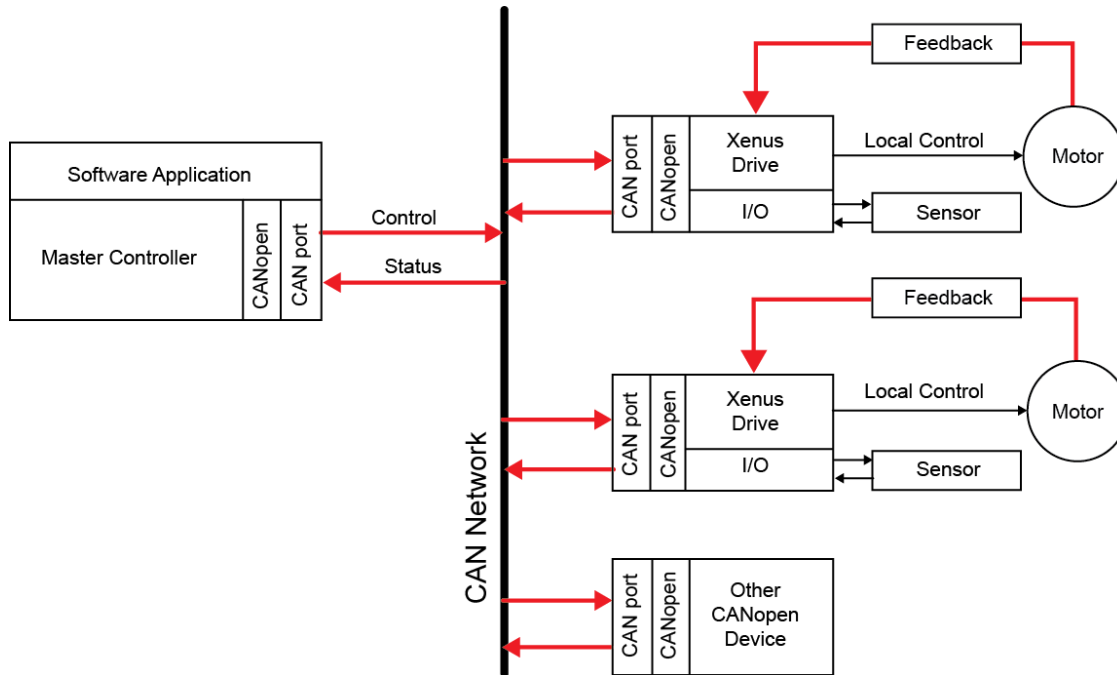 Software Application
Master Controller
CANopen
CAN port
Control
Status
CAN Network
Feedback
CAN port
CANopen
Xenus
Drive
I/O
Local Control
Motor
Sensor
Feedback
CAN port
CANopen
Xenus
Drive
I/O
Local Control
Motor
Sensor
CAN port
CANopen
Other
CANopen
Device